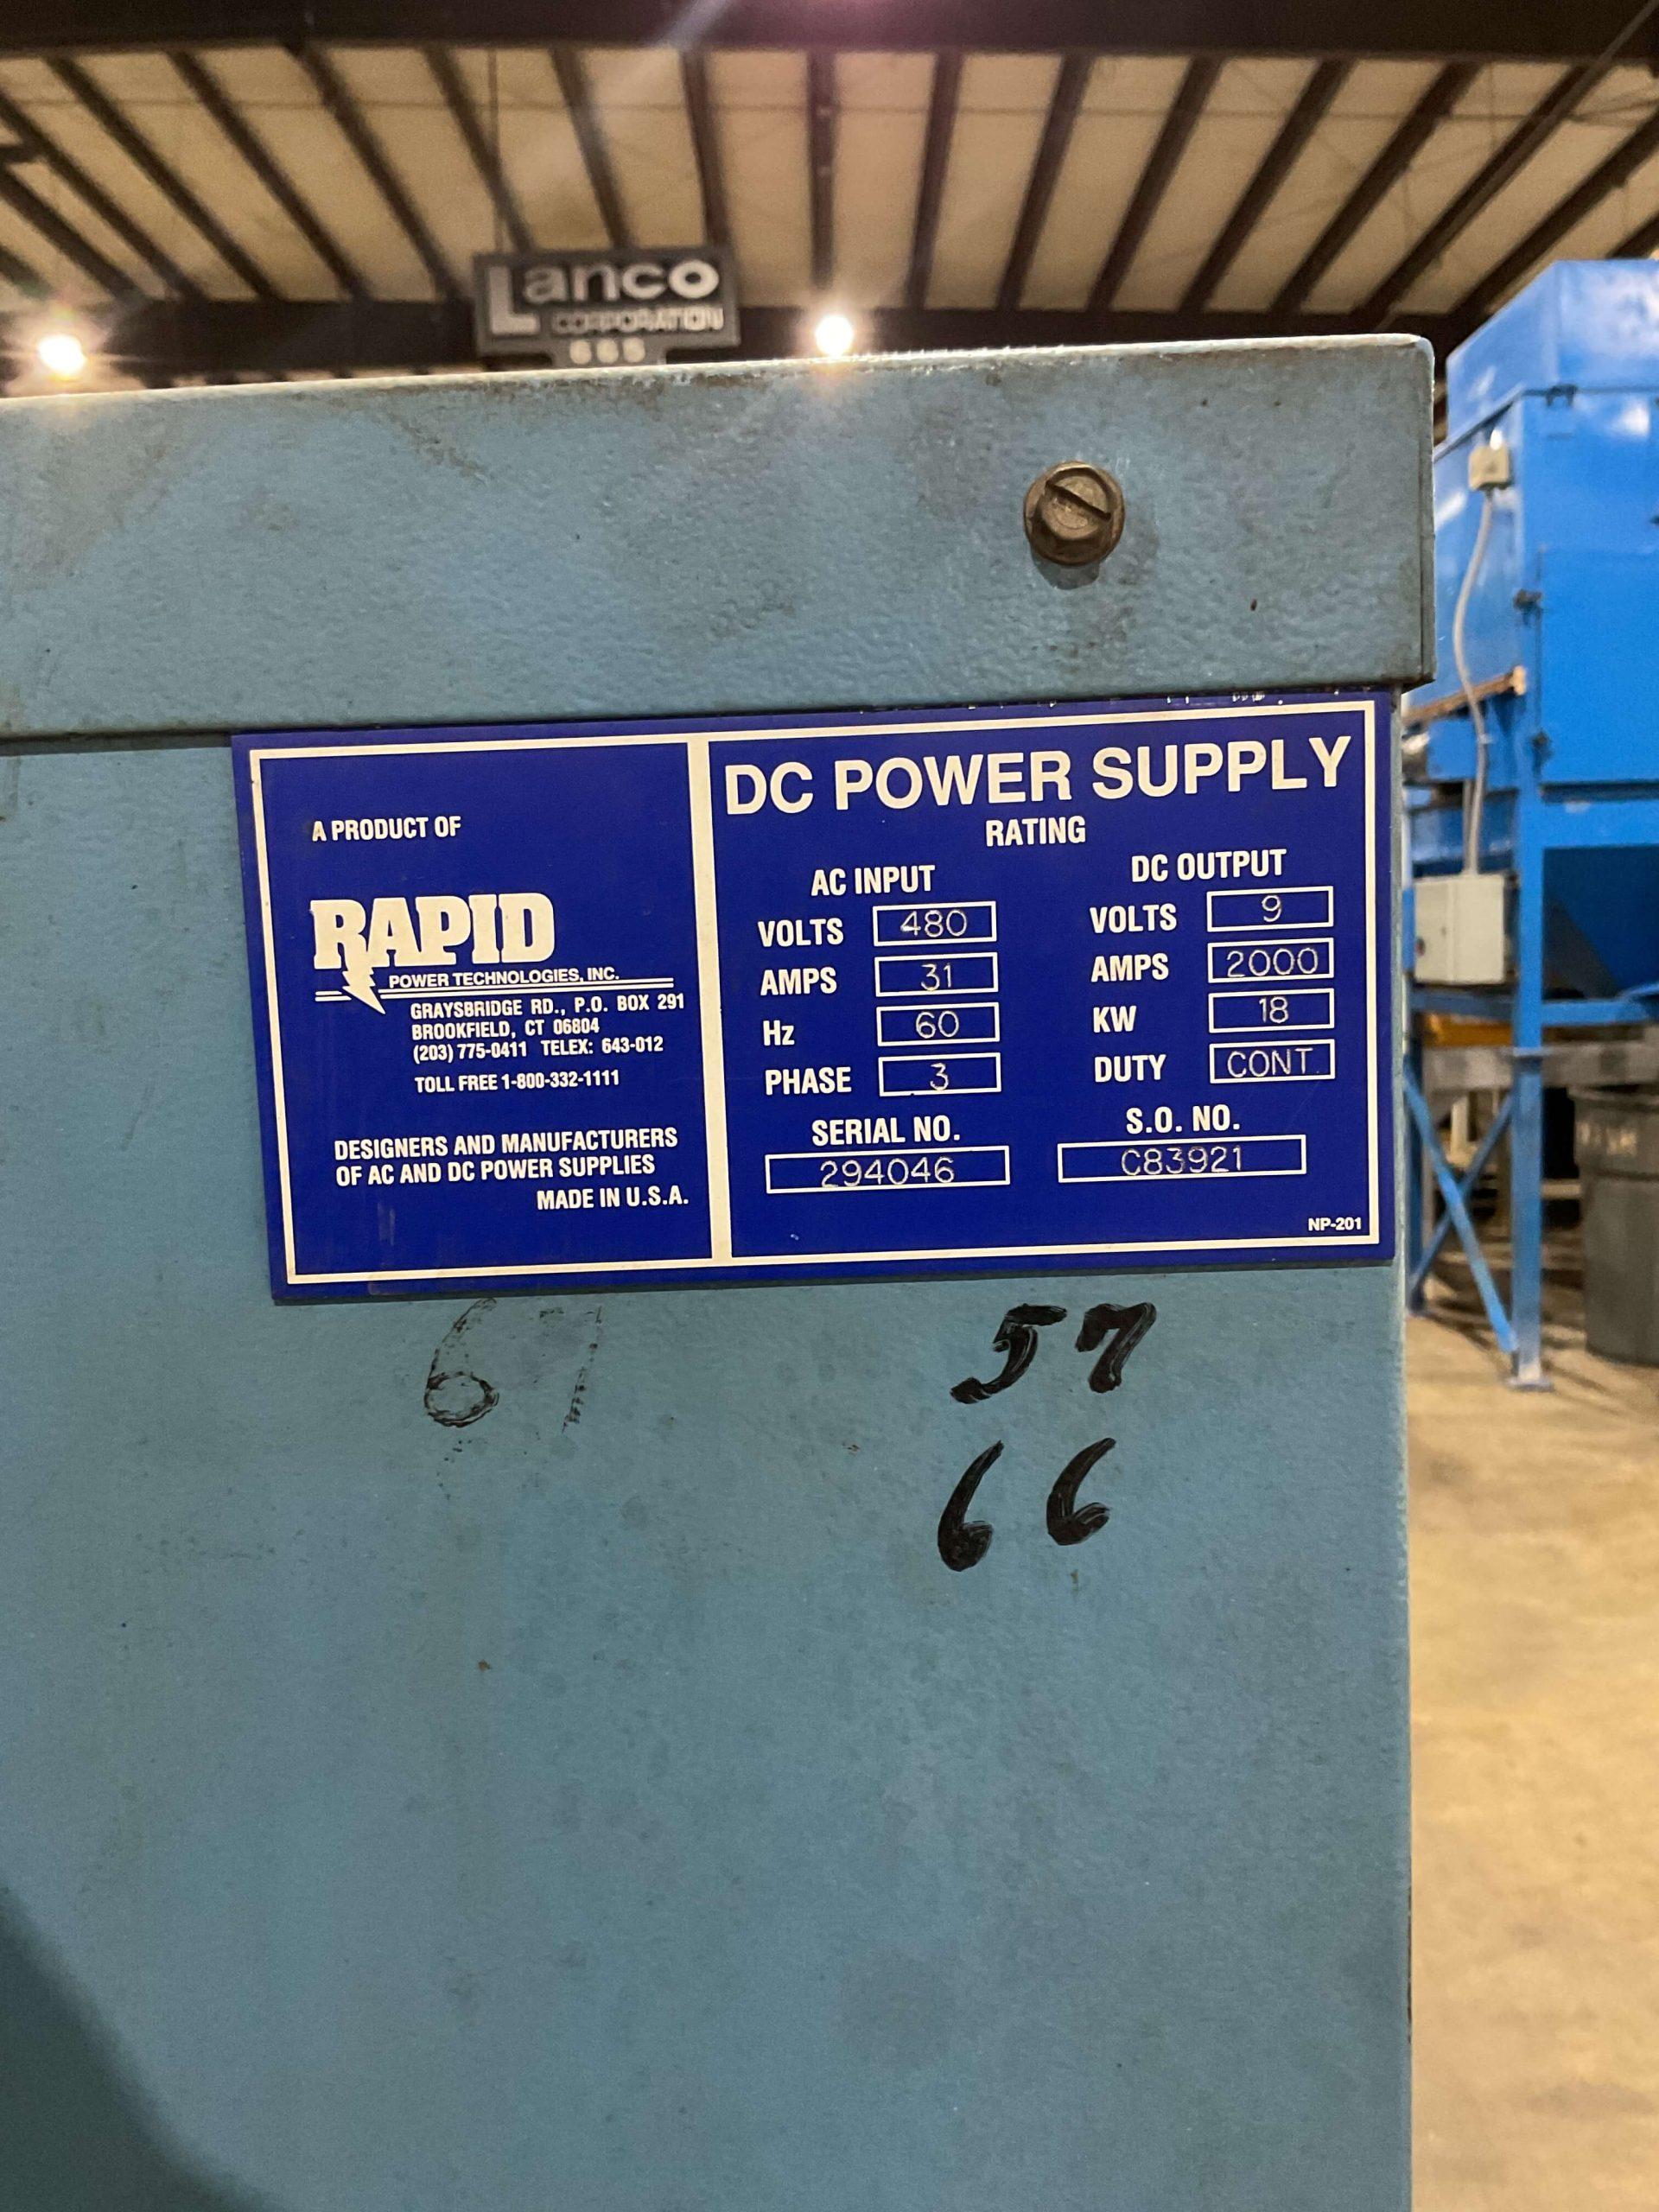 Lanco
CORPORATION
665
A PRODUCT OF
RAPID
POWER TECHNOLOGIES, INC.
GRAYSBRIDGE RD., P.O. BOX 291
BROOKFIELD, CT 06804
(203) 775-0411 TELEX: 643-012
TOLL FREE 1-800-332-1111
DESIGNERS AND MANUFACTURERS
OF AC AND DC POWER SUPPLIES
MADE IN U.S.A.
DC POWER SUPPLY
RATING
AC INPUT
VOLTS 480
AMPS 31
Hz 60
PHASE 3
SERIAL NO.
294046
DC OUTPUT
VOLTS 9
AMPS 2000
KW 18
DUTY CONT.
S.O. NO.
C83921
NP-201
61
57
66